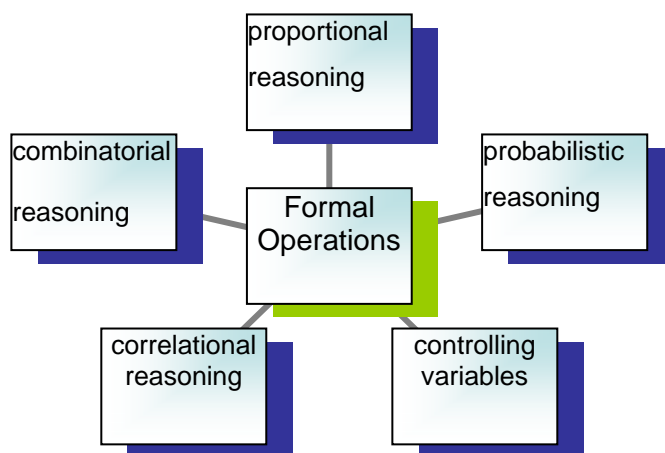 proportional
reasoning
combinatorial
reasoning
probabilistic
reasoning
Formal
Operations
correlational
reasoning
controlling
variables